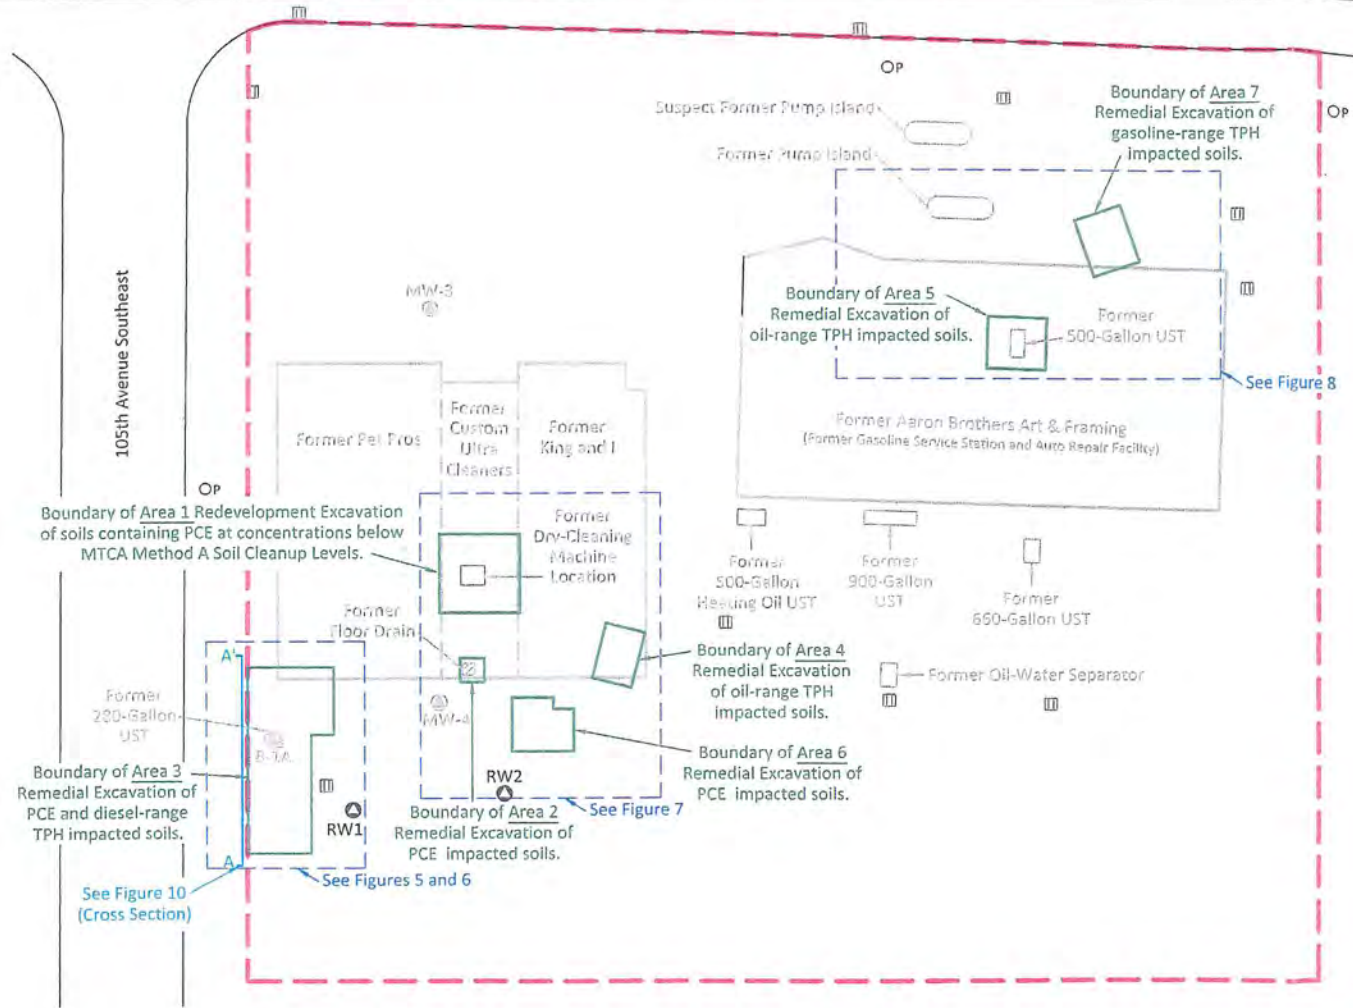 OP
OP
Suspect Former Pump Island
Former Pump Island
Boundary of Area 7
Remedial Excavation of
gasoline-range TPH
impacted soils.
105th Avenue Southeast
MW-3
Boundary of Area 5
Remedial Excavation of
oil-range TPH impacted soils.
Former
500-Gallon UST
See Figure 8
Former Pet Pros
Former
Custom
Ultra
Cleaners
Former
King and I
Former Aaron Brothers Art & Framing
(Former Gasoline Service Station and Auto Repair Facility)
OP
Boundary of Area 1 Redevelopment Excavation
of soils containing PCE at concentrations below
MTCA Method A Soil Cleanup Levels.
Former
Dry-Cleaning
Machine
Location
Former
500-Gallon
Heating Oil UST
Former
900-Gallon
UST
Former
650-Gallon UST
Former
Floor Drain
Boundary of Area 4
Remedial Excavation
of oil-range TPH
impacted soils.
Former Oil-Water Separator
A'
Former
280-Gallon
UST
B-1A
MW-4
Boundary of Area 3
Remedial Excavation of
PCE and diesel-range
TPH impacted soils.
Boundary of Area 6
Remedial Excavation of
PCE impacted soils.
RW1
RW2
See Figure 7
Boundary of Area 2
Remedial Excavation of
PCE impacted soils.
A
See Figures 5 and 6
See Figure 10
(Cross Section)